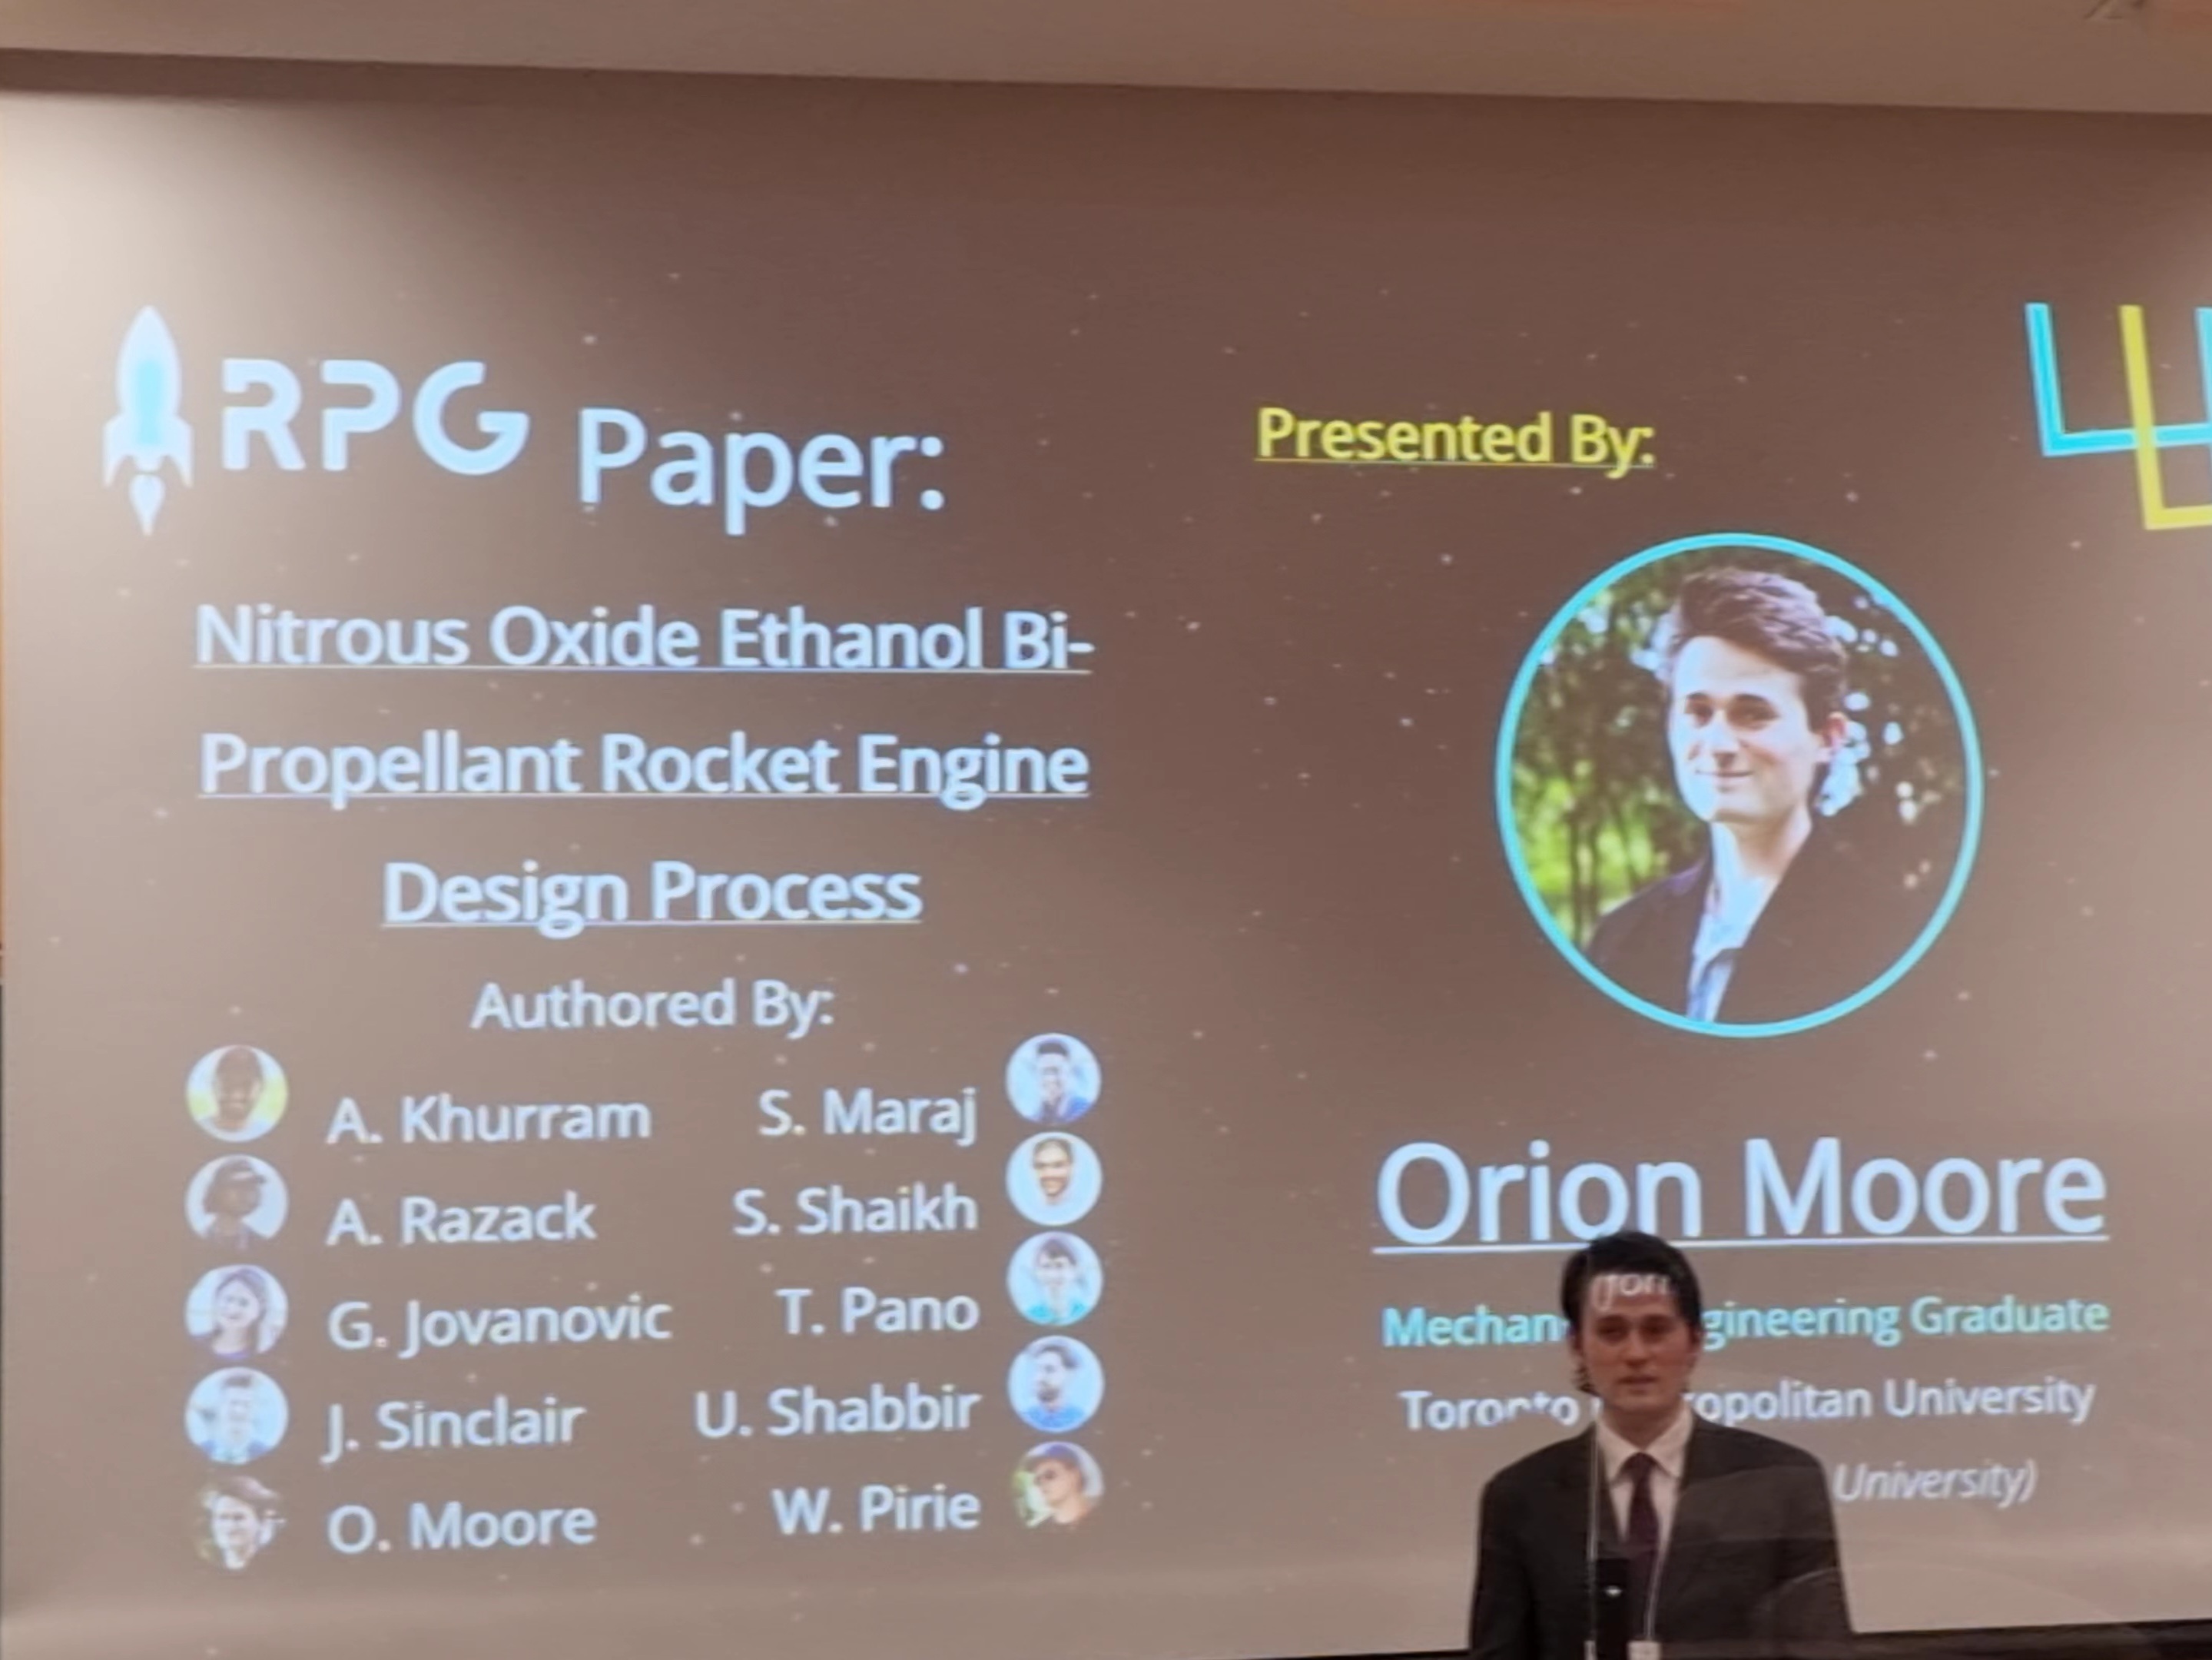 RPG Paper:
Nitrous Oxide Ethanol Bi-
Propellant Rocket Engine
Design Process
Authored By:
A. Khurram
S. Maraj
A. Razack
S. Shaikh
G. Jovanovic
T. Pano
J. Sinclair
U. Shabbir
O. Moore
W. Pirie
Presented By:
Orion Moore
Graduate
Toronto University
University)